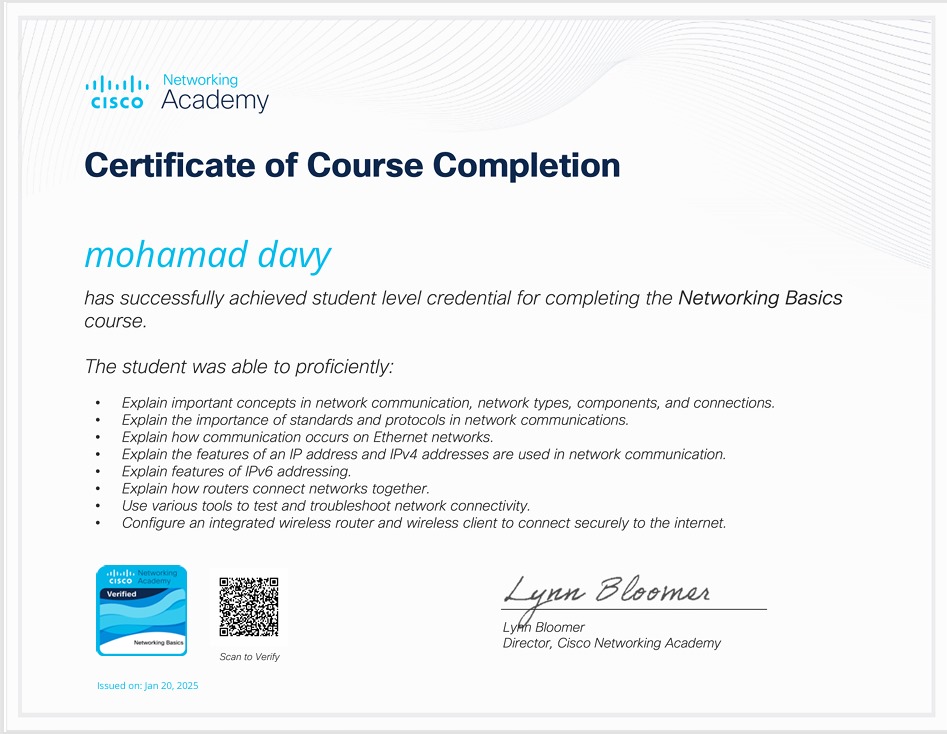 Networking
CISCO Academy
Certificate of Course Completion
mohamad davy
has successfully achieved student level credential for completing the Networking Basics
course.
The student was able to proficiently:
• Explain important concepts in network communication, network types, components, and connections.
• Explain the importance of standards and protocols in network communications.
• Explain how communication occurs on Ethernet networks.
• Explain the features of an IP address and IPv4 addresses are used in network communication.
• Explain features of IPv6 addressing.
• Explain how routers connect networks together.
• Use various tools to test and troubleshoot network connectivity.
• Configure an integrated wireless router and wireless client to connect securely to the internet.
Networking
CISCO Academy
Verified
Networking Basics
Scan to Verify
Lynn Bloomer
Lynn Bloomer
Director, Cisco Networking Academy
Issued on: Jan 20, 2025